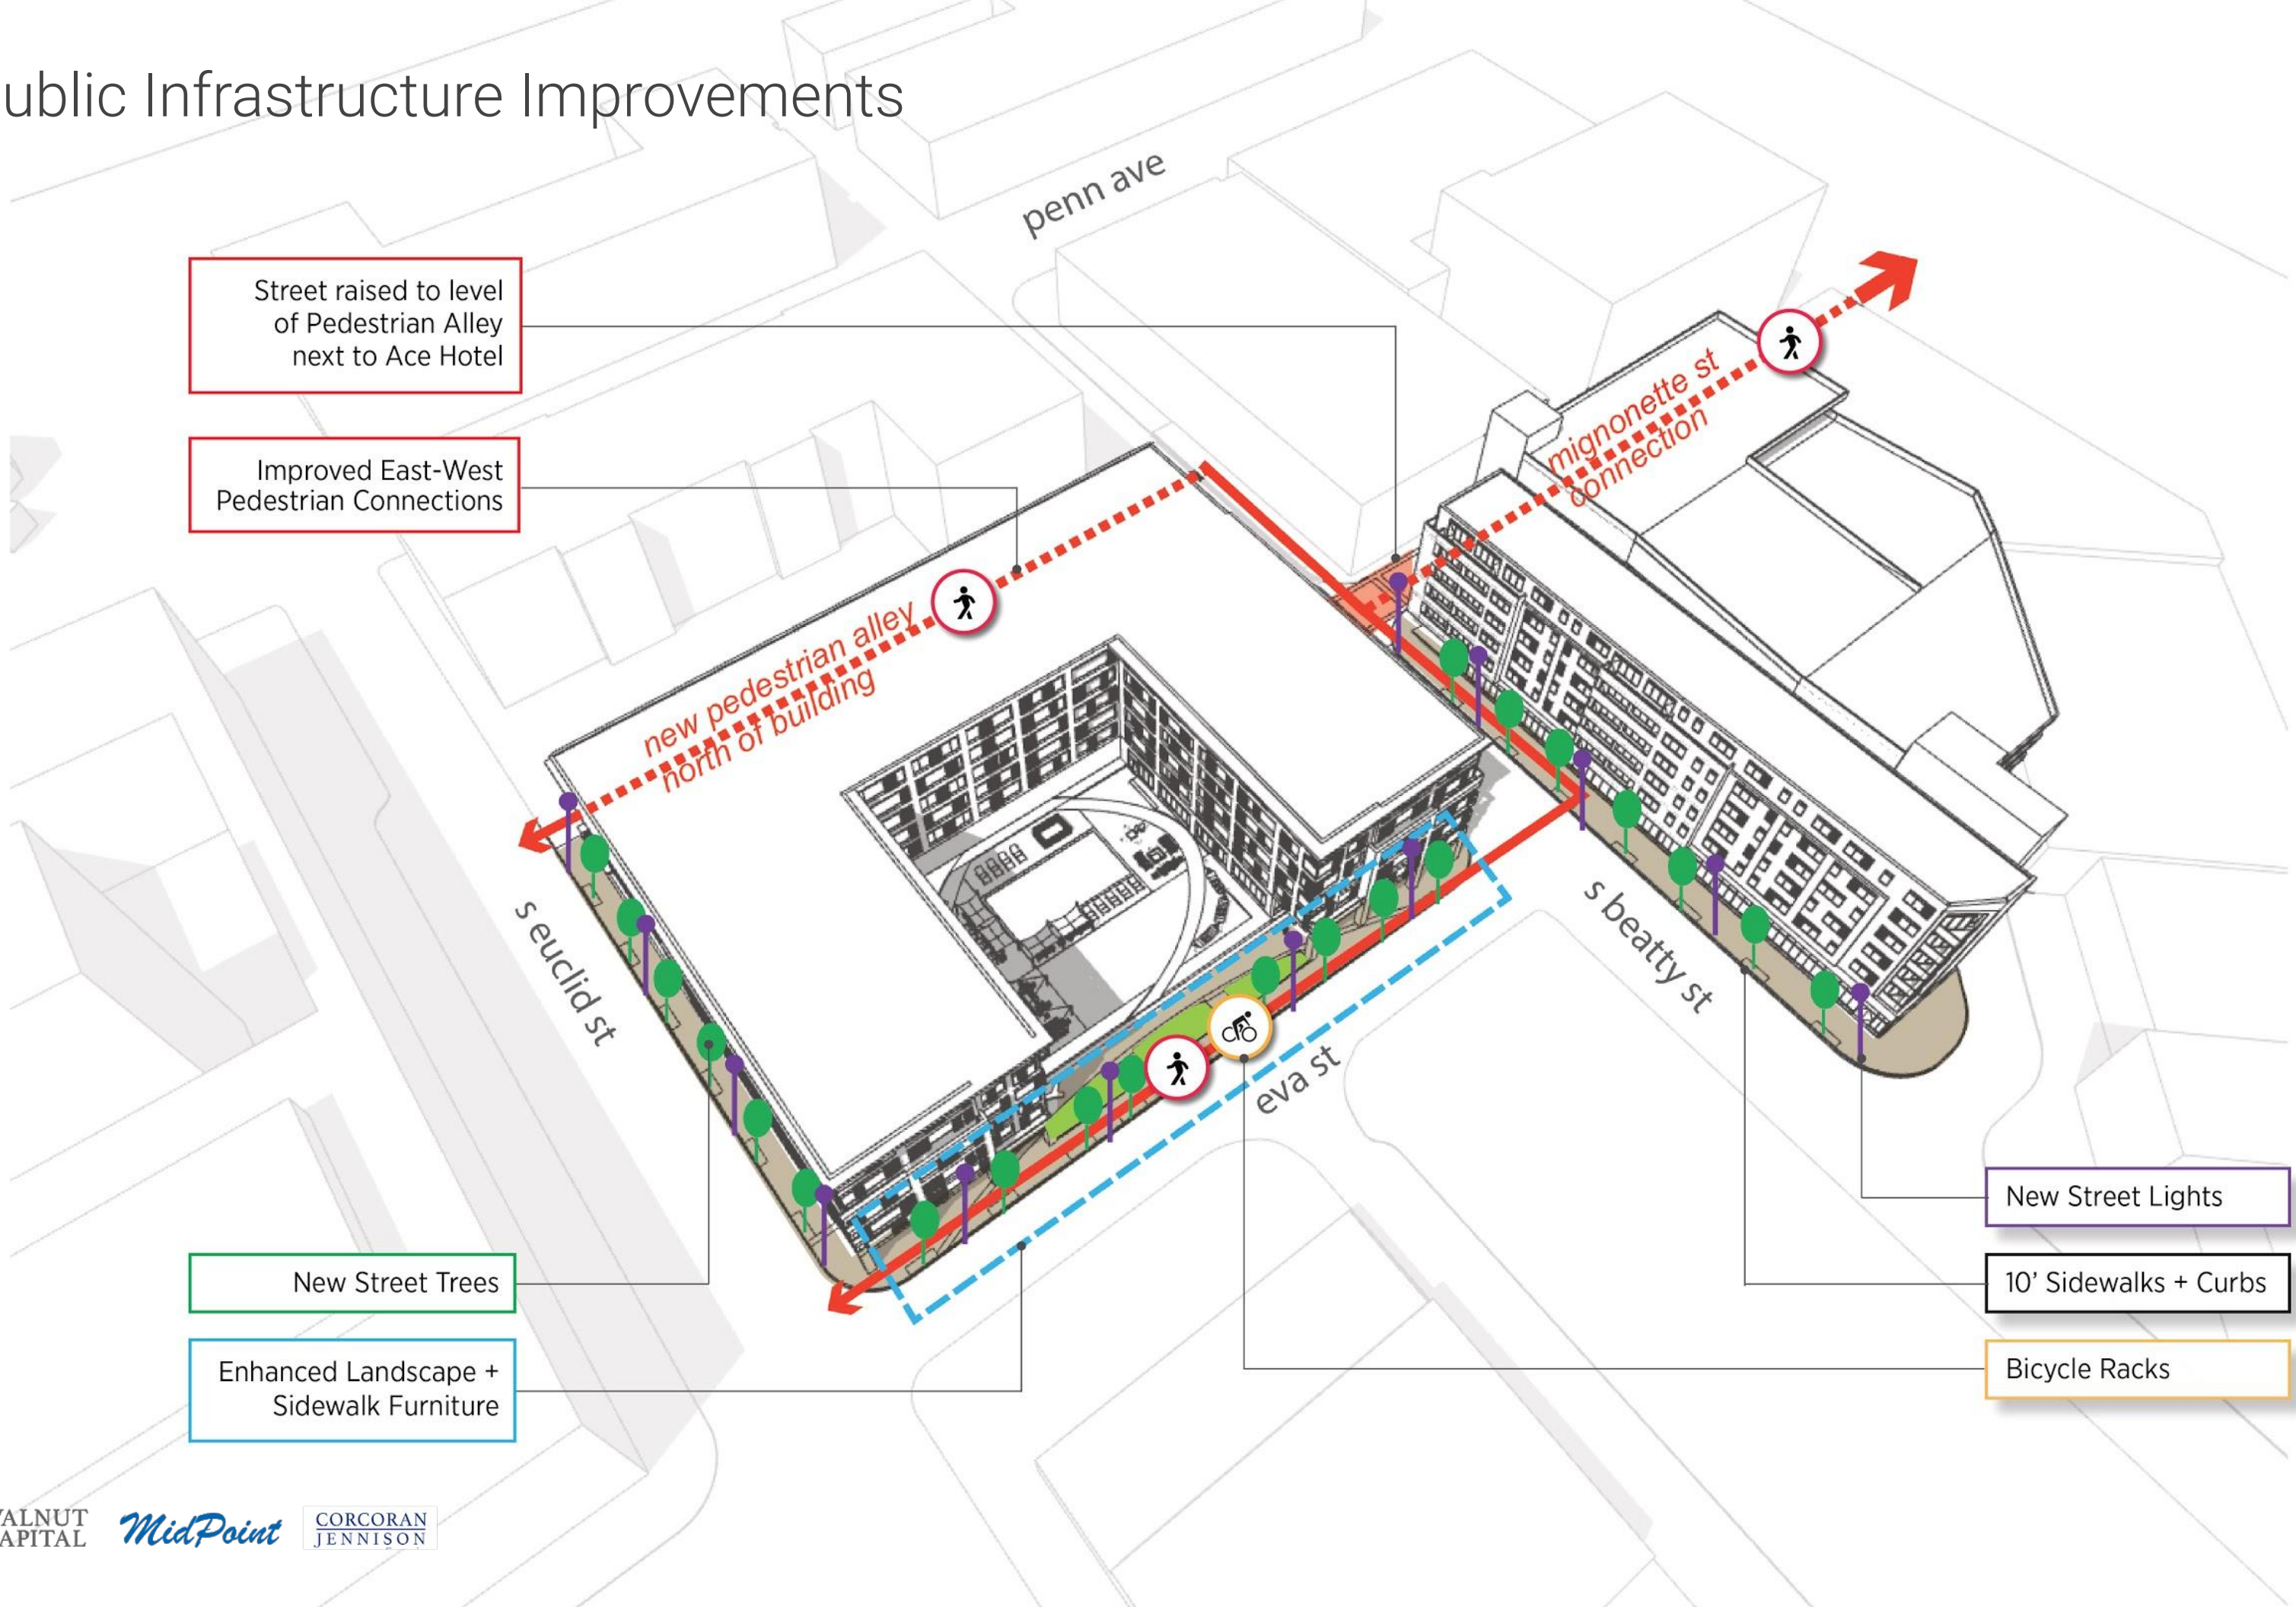 ublic Infrastructure Improvements
penn ave
Street raised to level
of Pedestrian Alley
next to Ace Hotel
mignonette st
connection
Improved East-West
Pedestrian Connections
new pedestrian alley
north of building
s euclid st
s beatty st
eva st
New Street Lights
New Street Trees
10’ Sidewalks + Curbs
Enhanced Landscape +
Sidewalk Furniture
Bicycle Racks
ALNUT
APITAL
MidPoint
CORCORAN
JENNISON